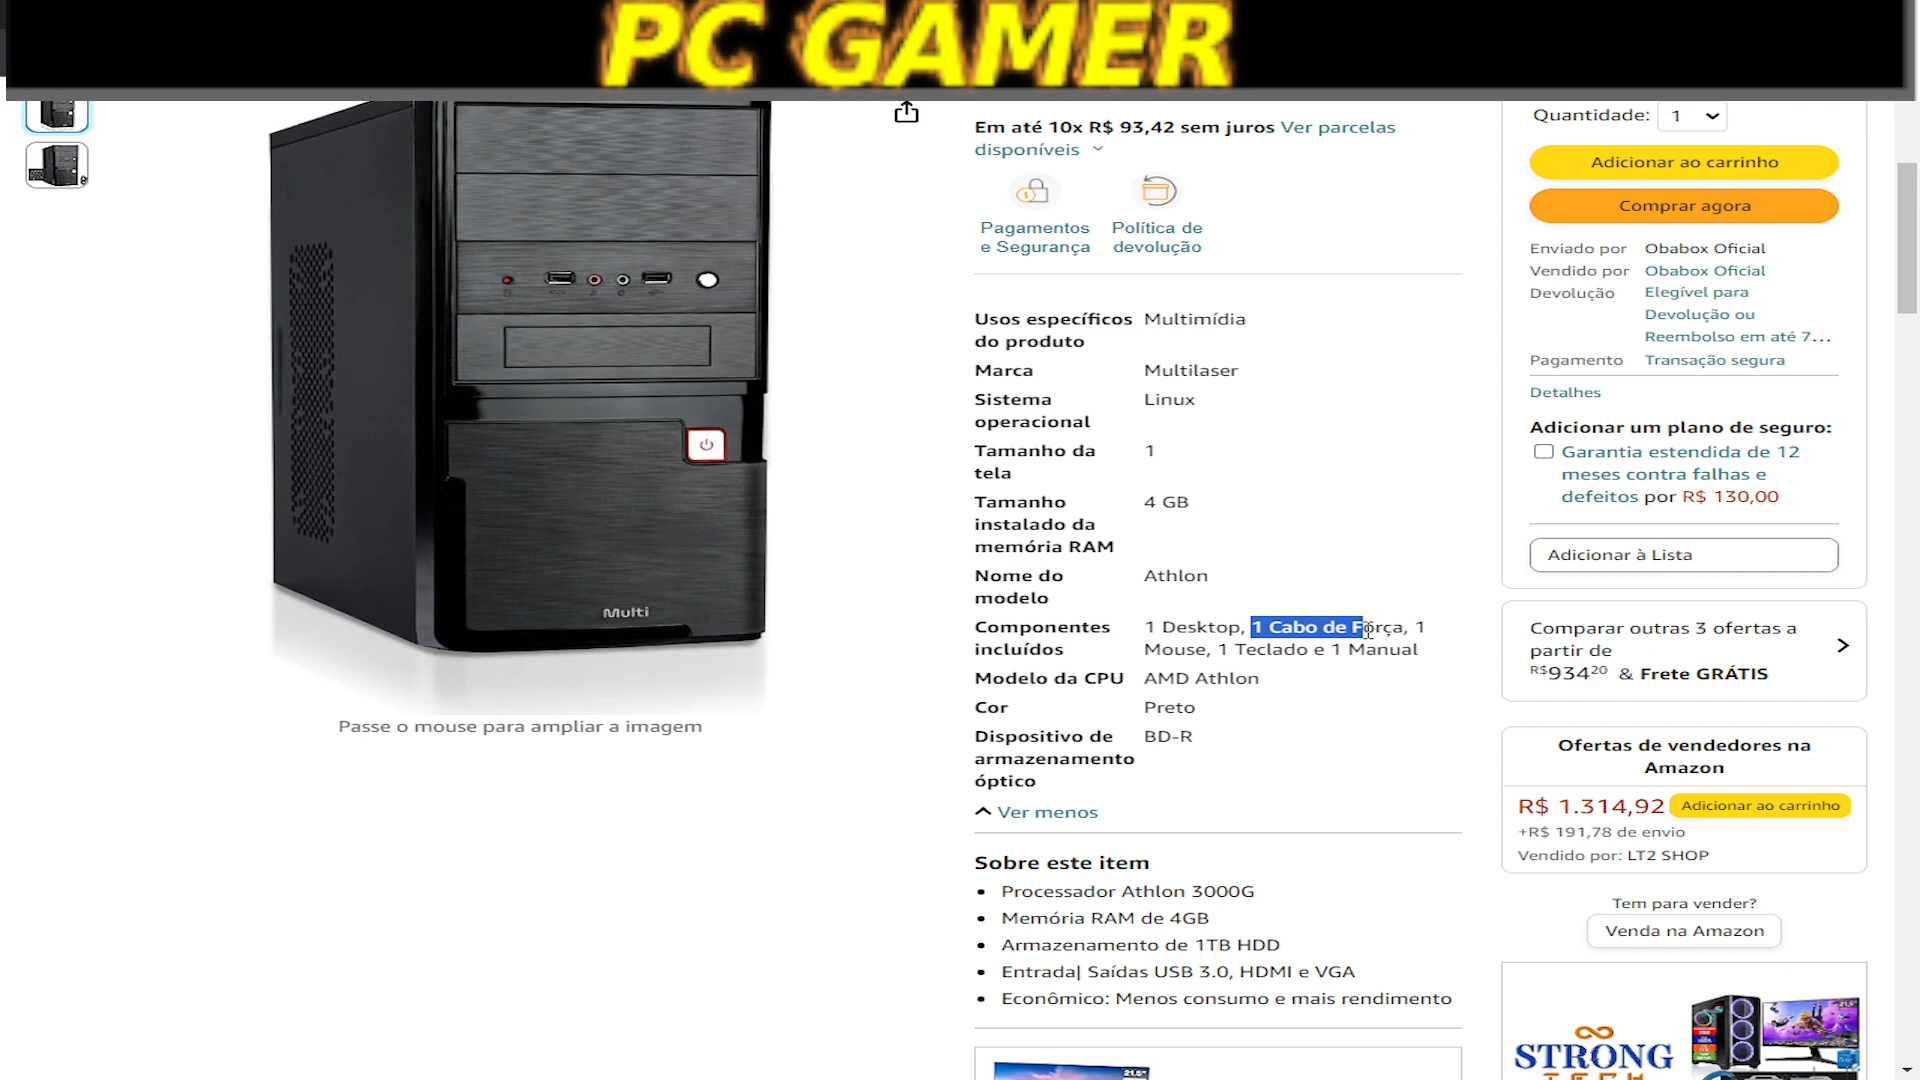 PC GAMER
Em até 10x R$ 93,42 sem juros Ver parcelas
disponíveis
Pagamentos
e Segurança
Política de
devolução
Usos específicos
do produto
Multimídia
Marca
Multilaser
Sistema
operacional
Linux
Tamanho da
tela
1
Tamanho
instalado da
memória RAM
4 GB
Nome do
modelo
Athlon
Componentes
incluídos
1 Desktop, 1 Cabo de Força, 1
Mouse, 1 Teclado e 1 Manual
Modelo da CPU
AMD Athlon
Cor
Preto
Dispositivo de
armazenamento
óptico
BD-R
Ver menos
Sobre este item
• Processador Athlon 3000G
• Memória RAM de 4GB
• Armazenamento de 1TB HDD
• Entrada| Saídas USB 3.0, HDMI e VGA
• Econômico: Menos consumo e mais rendimento
21.5"
Multi
Passe o mouse para ampliar a imagem
Quantidade: 1
Adicionar ao carrinho
Comprar agora
Enviado por Obabox Oficial
Vendido por Obabox Oficial
Devolução Elegível para
Devolução ou
Reembolso em até 7...
Pagamento Transação segura
Detalhes
Adicionar um plano de seguro:
Garantia estendida de 12
meses contra falhas e
defeitos por R$ 130,00
Adicionar à Lista
Comparar outras 3 ofertas a
partir de
R$93420 & Frete GRÁTIS
Ofertas de vendedores na
Amazon
R$ 1.314,92 Adicionar ao carrinho
+R$ 191,78 de envio
Vendido por: LT2 SHOP
Tem para vender?
Venda na Amazon
STRONG
TECH
21.5"